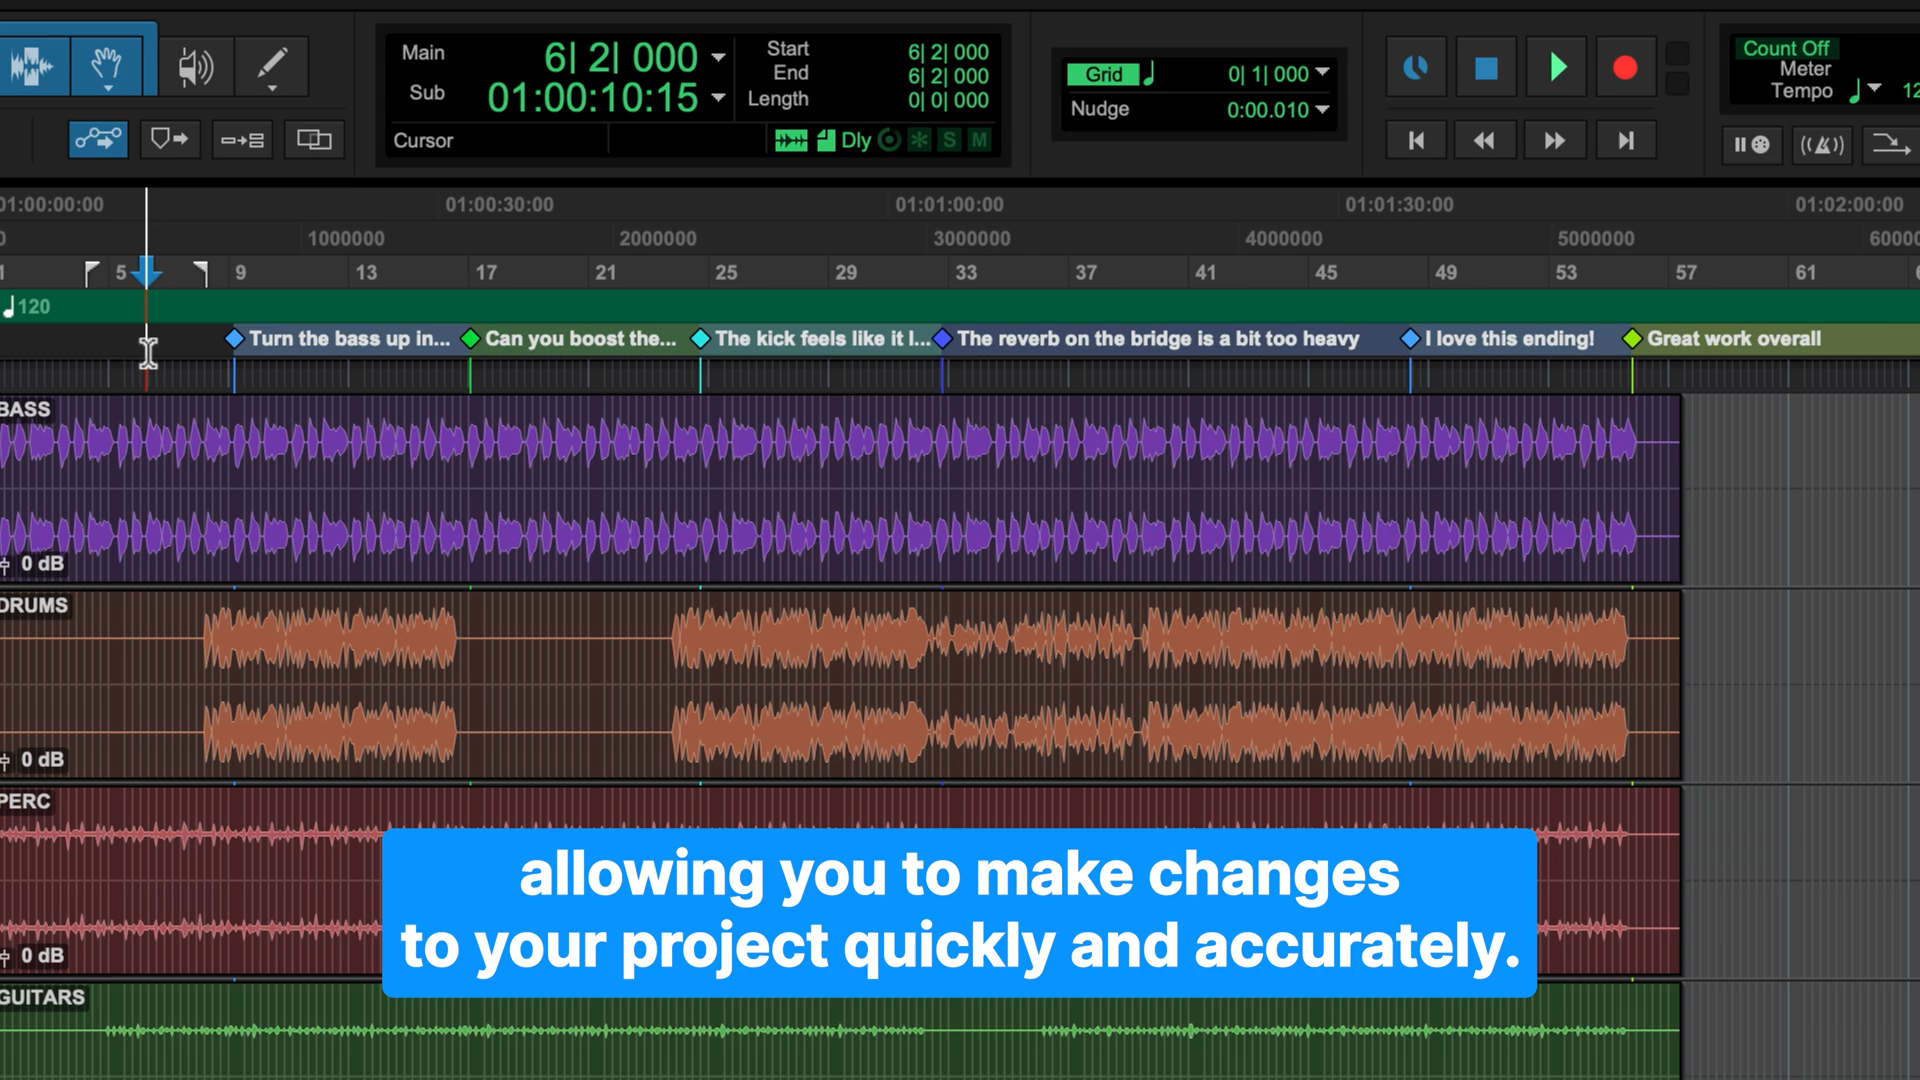 Main 6| 2| 000
Sub 01:00:10:15
Start 6| 2| 000
End 6| 2| 000
Length 0| 0| 000
Cursor
Dly S M
Grid 0| 1| 000
Nudge 0:00.010
Count Off
Meter
Tempo 12
01:00:00:00 01:00:30:00 01:01:00:00 01:01:30:00 01:02:00:00
0 1000000 2000000 3000000 4000000 5000000 60000
1 5 9 13 17 21 25 29 33 37 41 45 49 53 57 61
120
Turn the bass up in... Can you boost the... The kick feels like it l... The reverb on the bridge is a bit too heavy I love this ending! Great work overall
BASS
0 dB
DRUMS
0 dB
PERC
0 dB
GUITARS
allowing you to make changes
to your project quickly and accurately.